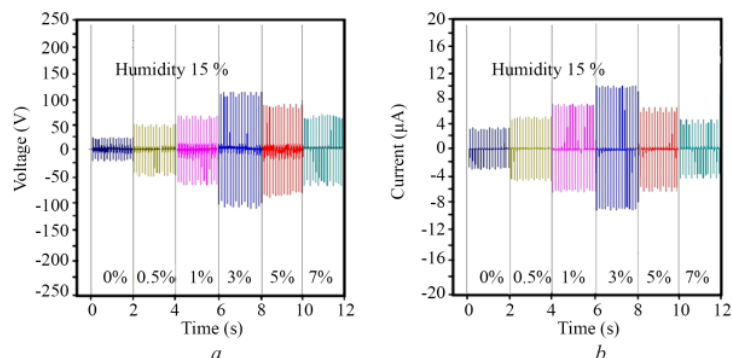 250
200
150
100
50
0
-50
-100
-150
-200
-250
Voltage (V)
Humidity 15 %
0% 0.5% 1% 3% 5% 7%
0 2 4 6 8 10 12
Time (s)
a
20
16
12
8
4
0
-4
-8
-12
-16
-20
Current (μA)
Humidity 15 %
0% 0.5% 1% 3% 5% 7%
0 2 4 6 8 10 12
Time (s)
b